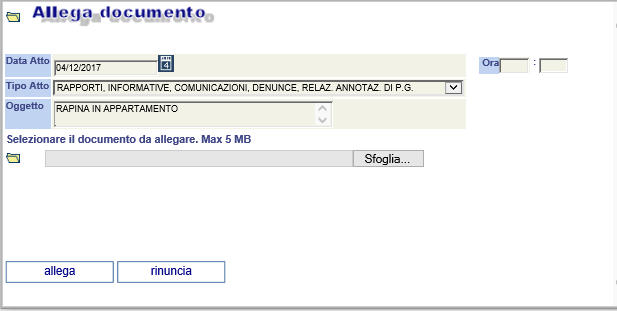 Allega documento
Data Atto 04/12/2017 4 Ora :
Tipo Atto RAPPORTI, INFORMATIVE, COMUNICAZIONI, DENUNCE, RELAZ. ANNOTAZ. DI P.G.
Oggetto RAPINA IN APPARTAMENTO
Selezionare il documento da allegare. Max 5 MB
Sfoglia...
allega rinuncia